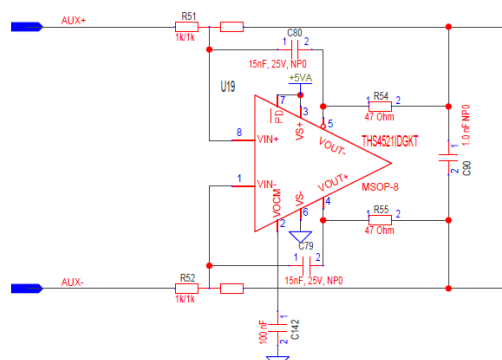 AUX+
R51
1k/1k
C80
1
2
15nF, 25V, NP0
+5VA
U19
7
3
PD
VS+
5
R54
1
2
47 Ohm
THS4521IDGKT
8
VIN+
VOUT-
1.0 nF NP0
1
2
C90
1
VIN-
VOCM
VS-
VOUT+
MSOP-8
4
R55
1
2
47 Ohm
2
6
C79
1
2
15nF, 25V, NP0
AUX-
R52
1k/1k
100 nF
1
2
C142